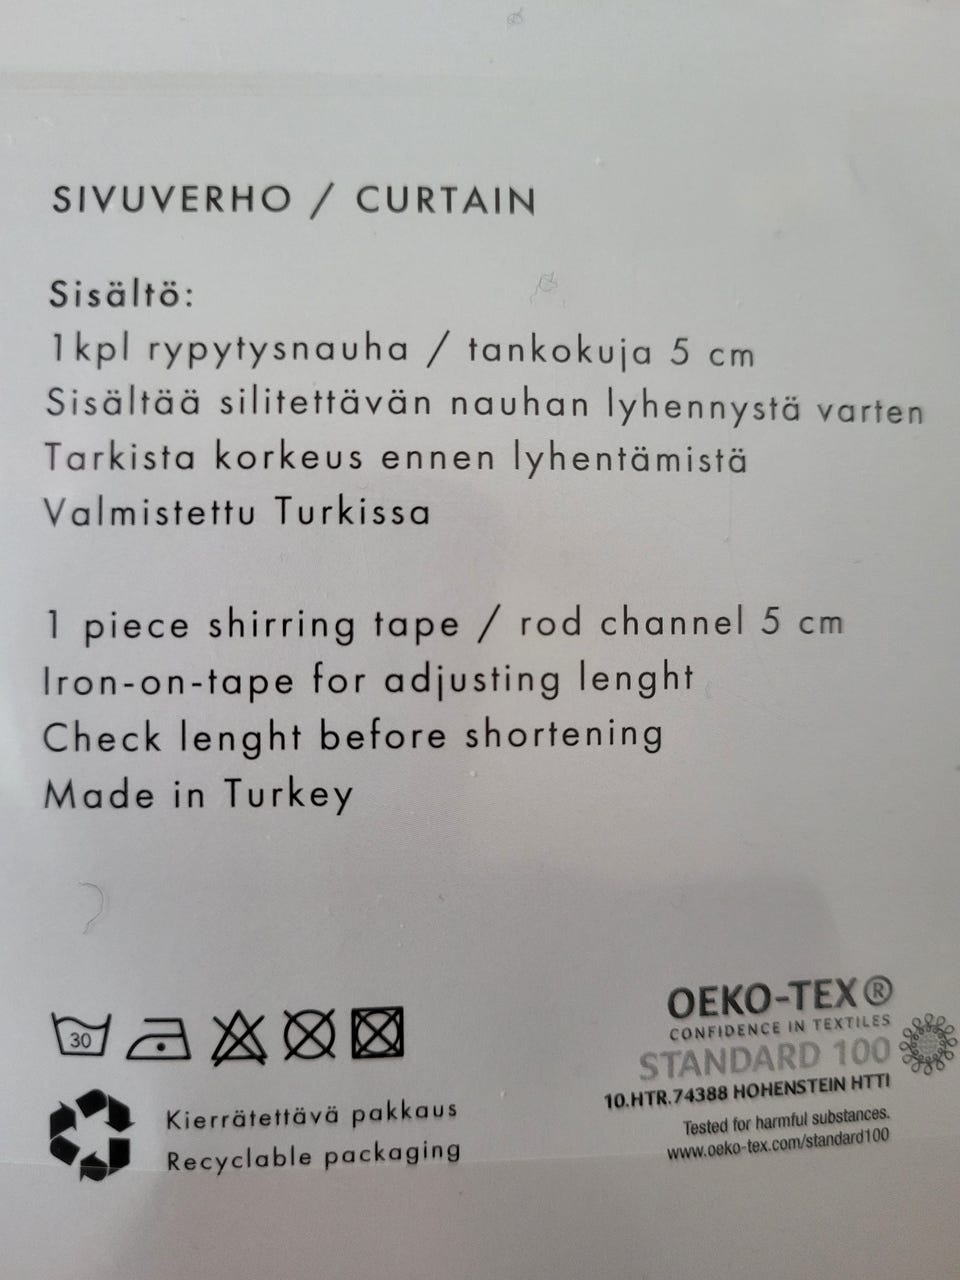 SIVUVERHO / CURTAIN
Sisältö:
1kpl rypytysnauha / tankokuja 5 cm
Sisältää silitettävän nauhan lyhennystä varten
Tarkista korkeus ennen lyhentämistä
Valmistettu Turkissa
1 piece shirring tape / rod channel 5 cm
Iron-on-tape for adjusting lenght
Check lenght before shortening
Made in Turkey
30
Kierrätettävä pakkaus
Recyclable packaging
OEKO-TEX®
CONFIDENCE IN TEXTILES
STANDARD 100
10.HTR.74388 HOHENSTEIN HTTI
Tested for harmful substances.
www.oeko-tex.com/standard100